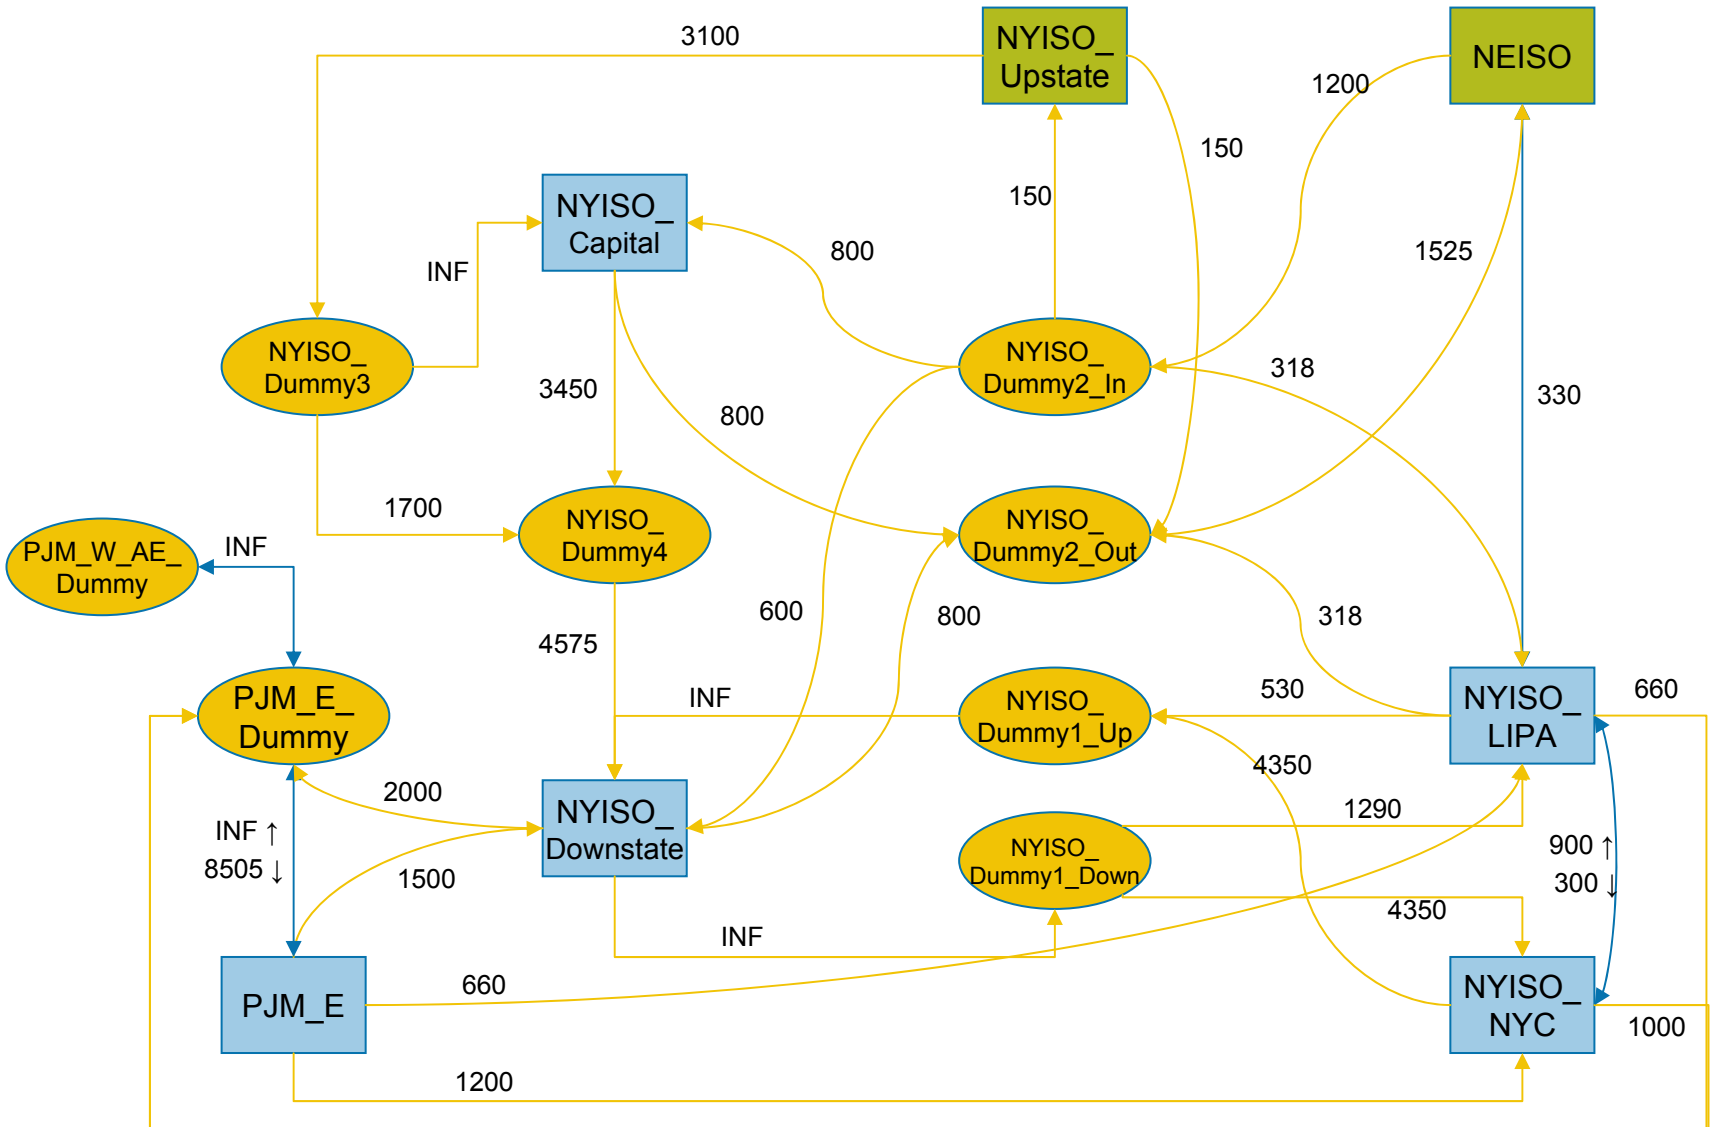 3100
NYISO_
Upstate
NEISO
1200
150
150
NYISO_
Capital
800
1525
INF
NYISO_
Dummy3
NYISO_
Dummy2_In
318
3450
800
330
1700
NYISO_
Dummy4
NYISO_
Dummy2_Out
PJM_W_AE_
Dummy
INF
600
800
318
4575
PJM_E_
Dummy
INF
NYISO_
Dummy1_Up
530
NYISO_
LIPA
660
2000
4350
NYISO_
Downstate
1290
INF ↑
8505 ↓
1500
NYISO_
Dummy1_Down
900 ↑
300 ↓
4350
INF
PJM_E
660
NYISO_
NYC
1000
1200